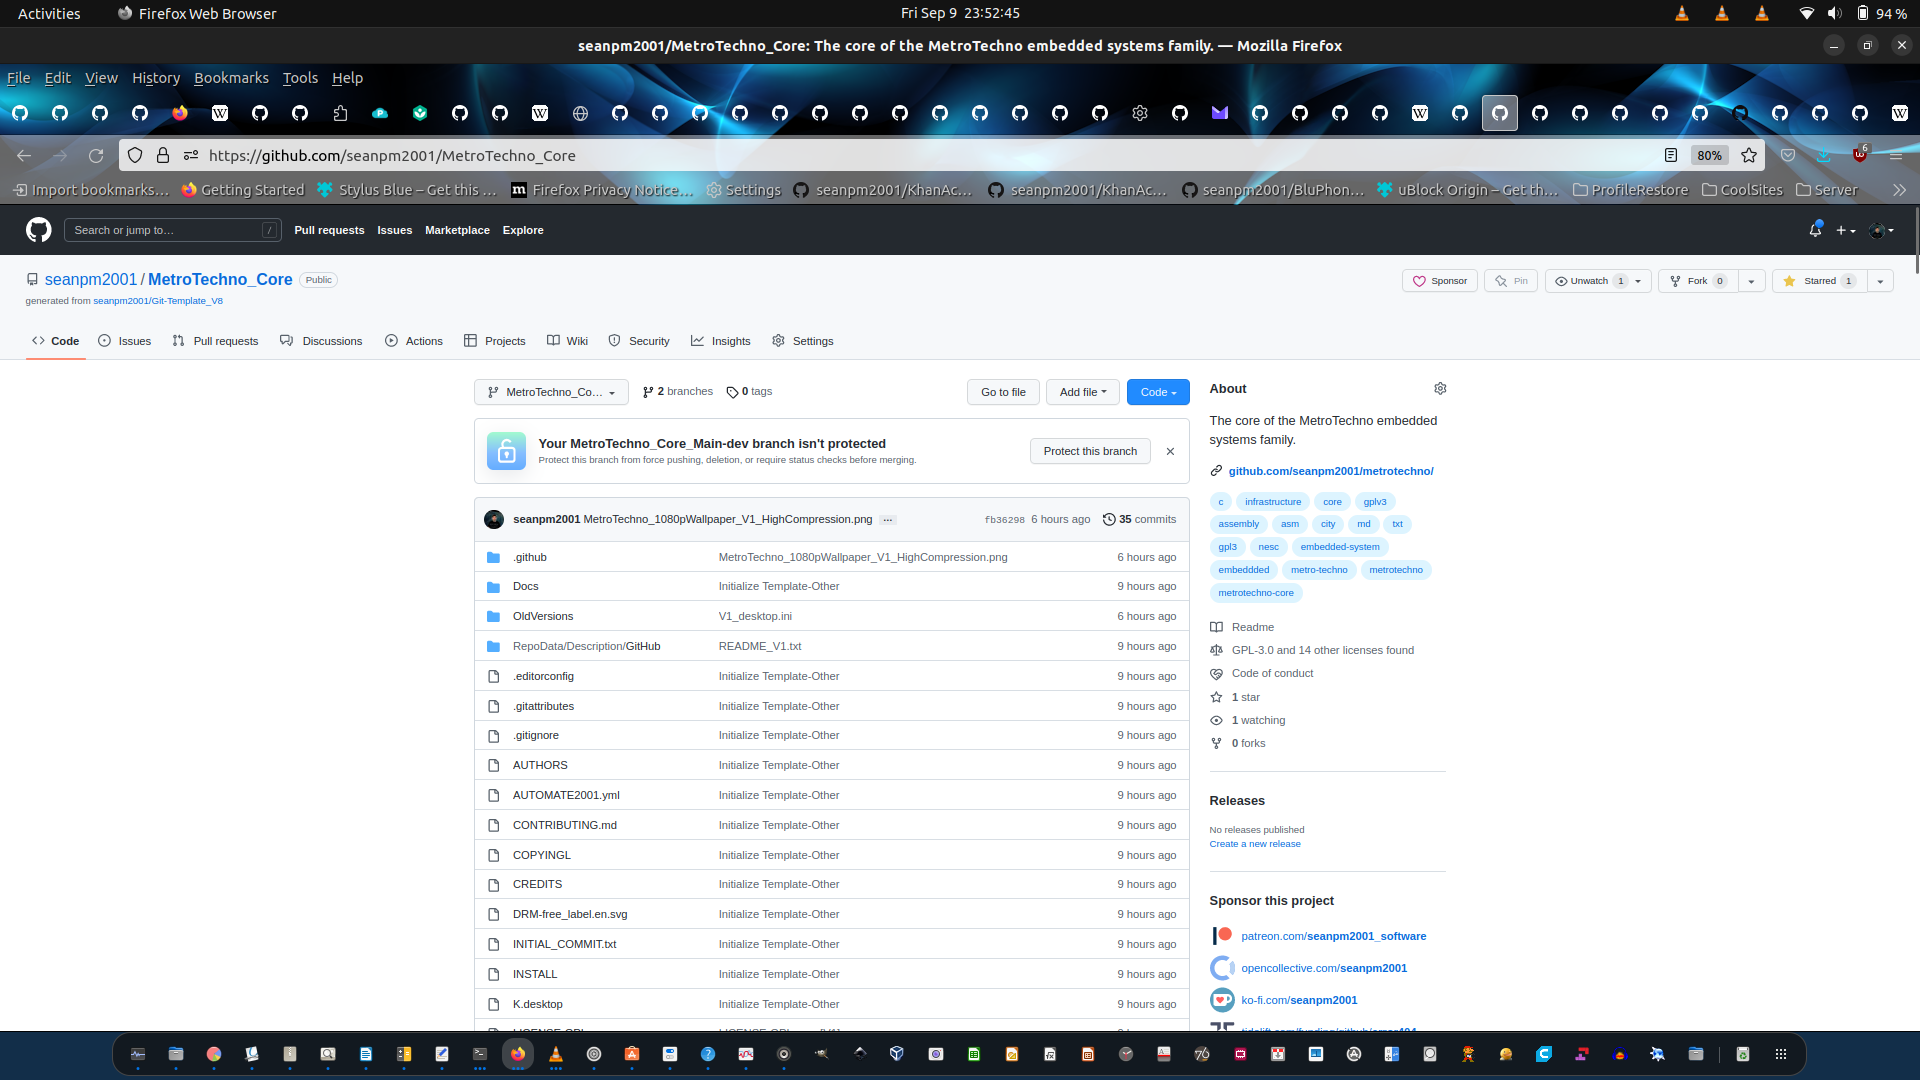 Activities
Firefox Web Browser
Fri Sep 9 23:52:45
94 %
seanpm2001/MetroTechno_Core: The core of the MetroTechno embedded systems family. — Mozilla Firefox
File Edit View History Bookmarks Tools Help
https://github.com/seanpm2001/MetroTechno_Core
80%
6
Import bookmarks…
Getting Started
Stylus Blue – Get this …
Firefox Privacy Notice…
Settings
seanpm2001/KhanAc…
seanpm2001/KhanAc…
seanpm2001/BluPhon…
uBlock Origin – Get th…
ProfileRestore
CoolSites
Server
Search or jump to…
/
Pull requests Issues Marketplace Explore
seanpm2001 / MetroTechno_Core
Public
Sponsor
Pin
Unwatch 1
Fork 0
Starred 1
generated from seanpm2001/Git-Template_V8
Code
Issues
Pull requests
Discussions
Actions
Projects
Wiki
Security
Insights
Settings
MetroTechno_Co…
2 branches
0 tags
Go to file
Add file
Code
Your MetroTechno_Core_Main-dev branch isn't protected
Protect this branch from force pushing, deletion, or require status checks before merging.
Protect this branch
seanpm2001 MetroTechno_1080pWallpaper_V1_HighCompression.png …
fb36298 6 hours ago
35 commits
.github MetroTechno_1080pWallpaper_V1_HighCompression.png 6 hours ago
Docs Initialize Template-Other 9 hours ago
OldVersions V1_desktop.ini 6 hours ago
RepoData/Description/GitHub README_V1.txt 9 hours ago
.editorconfig Initialize Template-Other 9 hours ago
.gitattributes Initialize Template-Other 9 hours ago
.gitignore Initialize Template-Other 9 hours ago
AUTHORS Initialize Template-Other 9 hours ago
AUTOMATE2001.yml Initialize Template-Other 9 hours ago
CONTRIBUTING.md Initialize Template-Other 9 hours ago
COPYINGL Initialize Template-Other 9 hours ago
CREDITS Initialize Template-Other 9 hours ago
DRM-free_label.en.svg Initialize Template-Other 9 hours ago
INITIAL_COMMIT.txt Initialize Template-Other 9 hours ago
INSTALL Initialize Template-Other 9 hours ago
K.desktop Initialize Template-Other 9 hours ago
About
The core of the MetroTechno embedded
systems family.
github.com/seanpm2001/metrotechno/
c infrastructure core gplv3
assembly asm city md txt
gpl3 nesc embedded-system
embeddded metro-techno metrotechno
metrotechno-core
Readme
GPL-3.0 and 14 other licenses found
Code of conduct
1 star
1 watching
0 forks
Releases
No releases published
Create a new release
Sponsor this project
patreon.com/seanpm2001_software
opencollective.com/seanpm2001
ko-fi.com/seanpm2001